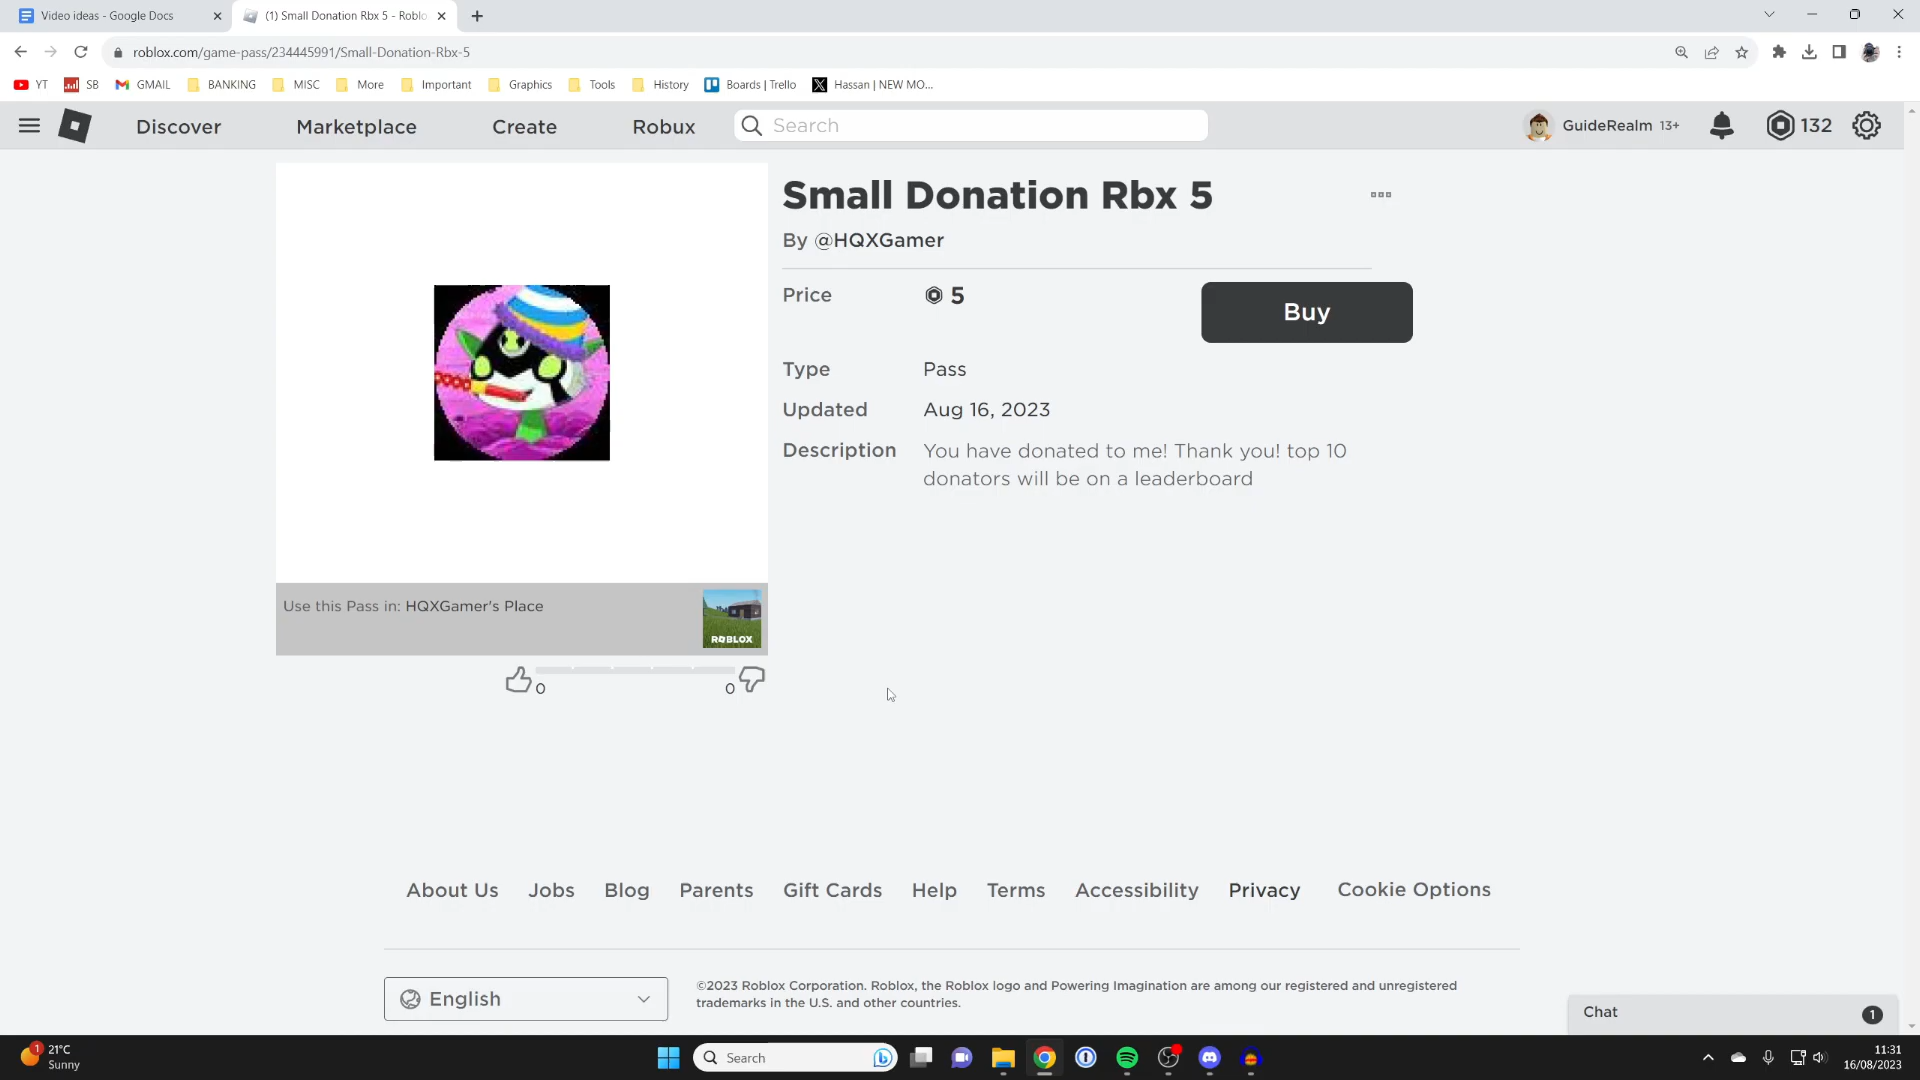 Video ideas - Google Docs
(1) Small Donation Rbx 5 - Roblo
roblox.com/game-pass/234445991/Small-Donation-Rbx-5
YT SB GMAIL BANKING MISC More Important Graphics Tools History Boards | Trello Hassan | NEW MO...
Discover Marketplace Create Robux Search GuideRealm 13+ 132
Small Donation Rbx 5
By @HQXGamer
Price 5 Buy
Type Pass
Updated Aug 16, 2023
Description You have donated to me! Thank you! top 10
donators will be on a leaderboard
Use this Pass in: HQXGamer's Place
ROBLOX
0 0
About Us Jobs Blog Parents Gift Cards Help Terms Accessibility Privacy Cookie Options
English
©2023 Roblox Corporation. Roblox, the Roblox logo and Powering Imagination are among our registered and unregistered
trademarks in the U.S. and other countries.
Chat 1
1 21°C
Sunny
Search
11:31
16/08/2023